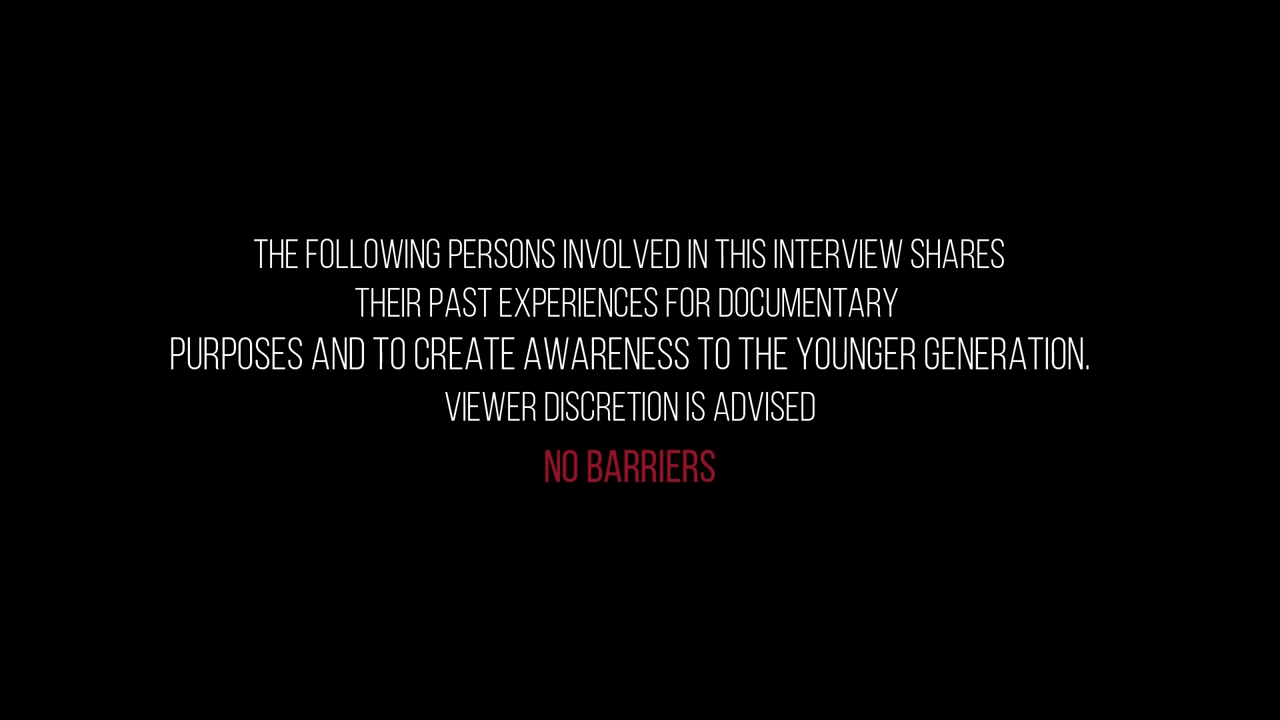 THE FOLLOWING PERSONS INVOLVED IN THIS INTERVIEW SHARES
THEIR PAST EXPERIENCES FOR DOCUMENTARY
PURPOSES AND TO CREATE AWARENESS TO THE YOUNGER GENERATION.
VIEWER DISCRETION IS ADVISED
NO BARRIERS